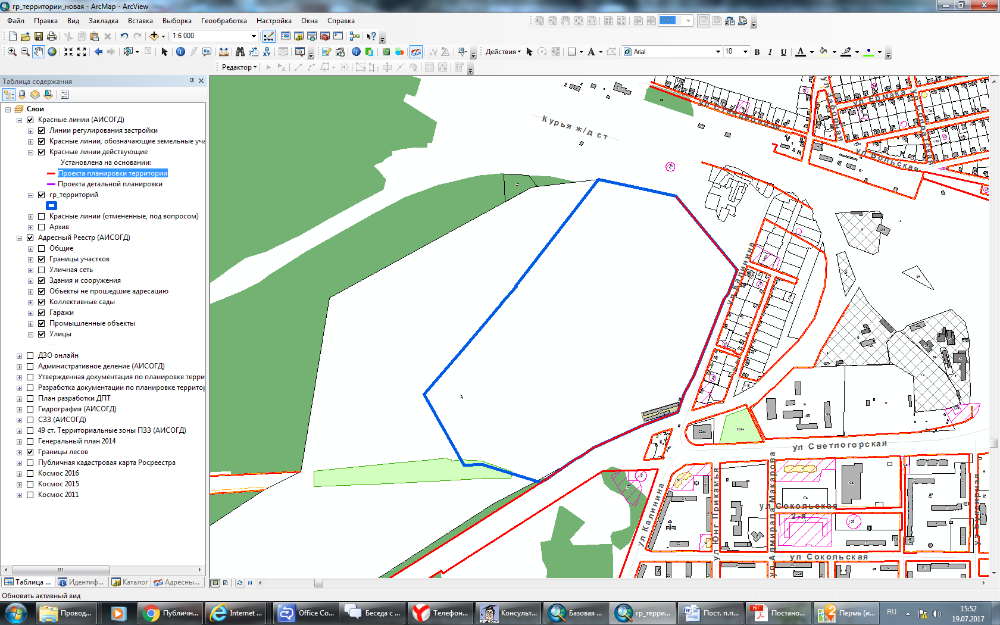 гр_территории_новая - ArcMap - ArcView
Файл Правка Вид Закладка Вставка Выборка Геообработка Настройка Окна Справка
100%
1:6 000
Действия
Arial
10
B I U A
Редактор
Таблица содержания
Слои
Красные линии (АИСОГД)
Линии регулирования застройки
Красные линии, обозначающие земельные уча
Красные линии действующие
Установлена на основании:
Проекта планировки территории
Проекта детальной планировки
гр_территорий
Красные линии (отмененные, под вопросом)
Архив
Адресный Реестр (АИСОГД)
Общие
Границы участков
Уличная сеть
Здания и сооружения
Объекты не прошедшие адресацию
Коллективные сады
Гаражи
Промышленные объекты
Улицы
ДЗО онлайн
Административное деление (АИСОГД)
Утвержденная документация по планировке терри
Разработка документации по планировке территор
План разработки ДПТ
Гидрография (АИСОГД)
СЗЗ (АИСОГД)
49 ст. Территориальные зоны ПЗЗ (АИСОГД)
Генеральный план 2014
Границы лесов
Публичная кадастровая карта Росреестра
Космос 2016
Космос 2015
Космос 2011
Курья ж/д ст
ул Заборная
ул Ермака
ул Солдатская
ул Вольская
ул Калинина
ул Светлогорская
ул Калинина
ул Юнг Прикамья
ул Адмирала Макарова
ул Сокольская
2-я
ул Буксирная
ул Сокольская
Таблица ... Идентиф... Каталог Адресны...
Обновить активный вид
Провод... Публичн... Internet ... Office Co... Беседа с ... Телефон... Консульт... Базовая ... гр_терри... Пост. п.п... Постано... Пермь (и...
RU
15:52
19.07.2017